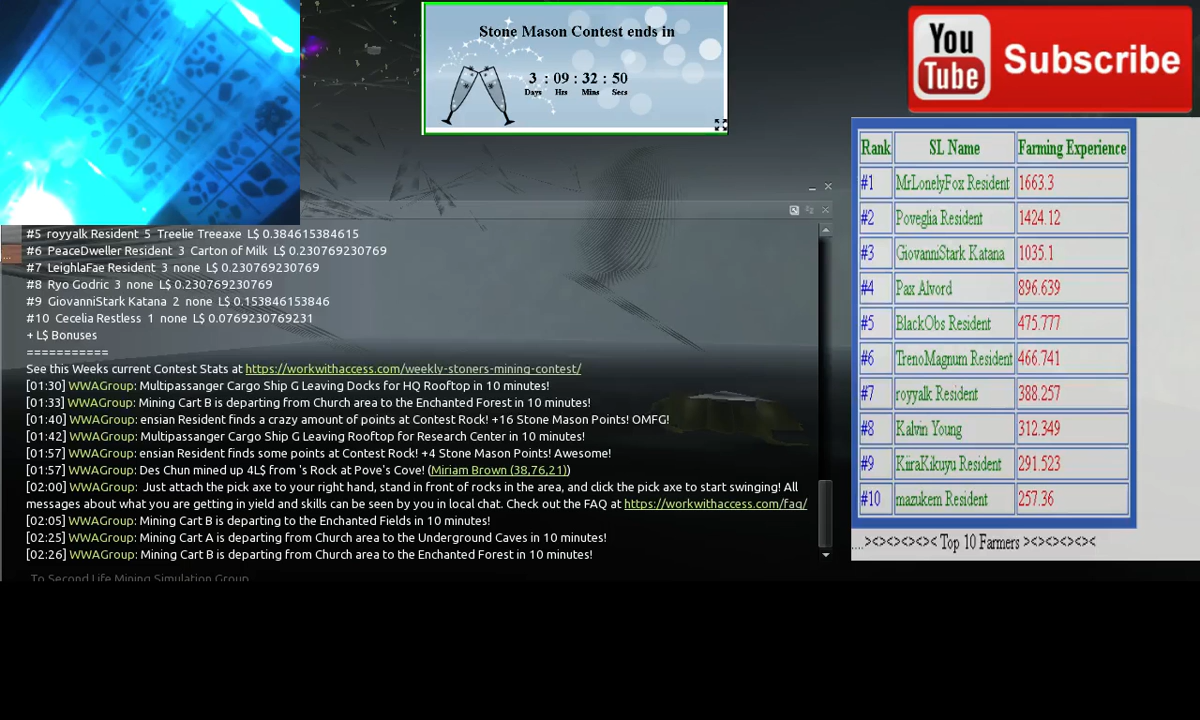 Stone Mason Contest ends in
3 : 09 : 32 : 50
Days Hrs Mins Secs
You
Tube
Subscribe
#5 royyalk Resident 5 Treelie Treeaxe L$ 0.384615384615
#6 PeaceDweller Resident 3 Carton of Milk L$ 0.230769230769
#7 LeighlaFae Resident 3 none L$ 0.230769230769
#8 Ryo Godric 3 none L$ 0.230769230769
#9 GiovanniStark Katana 2 none L$ 0.153846153846
#10 Cecelia Restless 1 none L$ 0.0769230769231
+ L$ Bonuses
===========
See this Weeks current Contest Stats at https://workwithaccess.com/weekly-stoners-mining-contest/
[01:30] WWAGroup: Multipassanger Cargo Ship G Leaving Docks for HQ Rooftop in 10 minutes!
[01:33] WWAGroup: Mining Cart B is departing from Church area to the Enchanted Forest in 10 minutes!
[01:40] WWAGroup: ensian Resident finds a crazy amount of points at Contest Rock! +16 Stone Mason Points! OMFG!
[01:42] WWAGroup: Multipassanger Cargo Ship G Leaving Rooftop for Research Center in 10 minutes!
[01:57] WWAGroup: ensian Resident finds some points at Contest Rock! +4 Stone Mason Points! Awesome!
[01:57] WWAGroup: Des Chun mined up 4L$ from 's Rock at Pove's Cove! (Miriam Brown (38,76,21))
[02:00] WWAGroup: Just attach the pick axe to your right hand, stand in front of rocks in the area, and click the pick axe to start swinging! All
messages about what you are getting in yield and skills can be seen by you in local chat. Check out the FAQ at https://workwithaccess.com/faq/
[02:05] WWAGroup: Mining Cart B is departing to the Enchanted Fields in 10 minutes!
[02:25] WWAGroup: Mining Cart A is departing from Church area to the Underground Caves in 10 minutes!
[02:26] WWAGroup: Mining Cart B is departing from Church area to the Enchanted Forest in 10 minutes!
To Second Life Mining Simulation Group
Rank SL Name Farming Experience
#1 MrLonelyFox Resident 1663.3
#2 Poveglia Resident 1424.12
#3 GiovanniStark Katana 1035.1
#4 Pax Alvord 896.639
#5 BlackObs Resident 475.777
#6 TrenoMagnum Resident 466.741
#7 royyalk Resident 388.257
#8 Kalvin Young 312.349
#9 KiiraKikuyu Resident 291.523
#10 mazukem Resident 257.36
....><><><><>< Top 10 Farmers ><><><><><